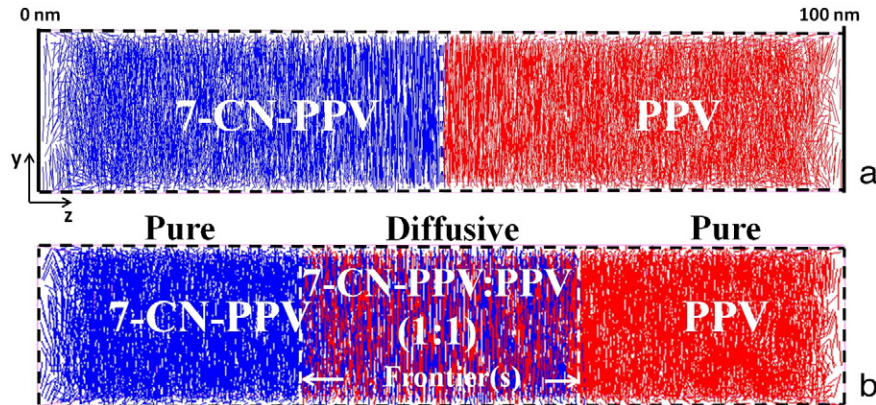 0 nm 100 nm
7-CN-PPV PPV
y
z
a
Pure Diffusive Pure
7-CN-PPV 7-CN-PPV:PPV PPV
(1:1)
Frontier(s)
b